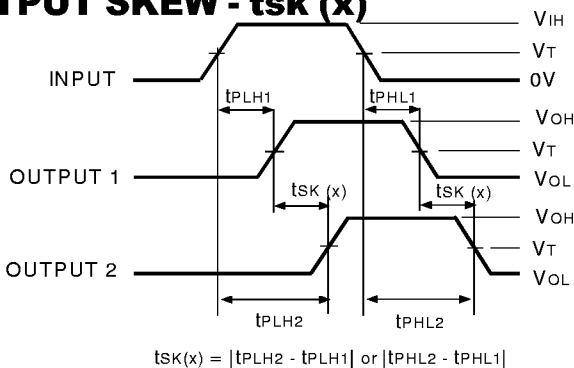 TPUT SKEW - tsk (x)
VIH
VT
INPUT
0V
tPLH1
tPHL1
VOH
VT
OUTPUT 1
tSK (x)
tSK (x)
VOL
VOH
VT
OUTPUT 2
VOL
tPLH2
tPHL2
tSK(x) = |tPLH2 - tPLH1| or |tPHL2 - tPHL1|